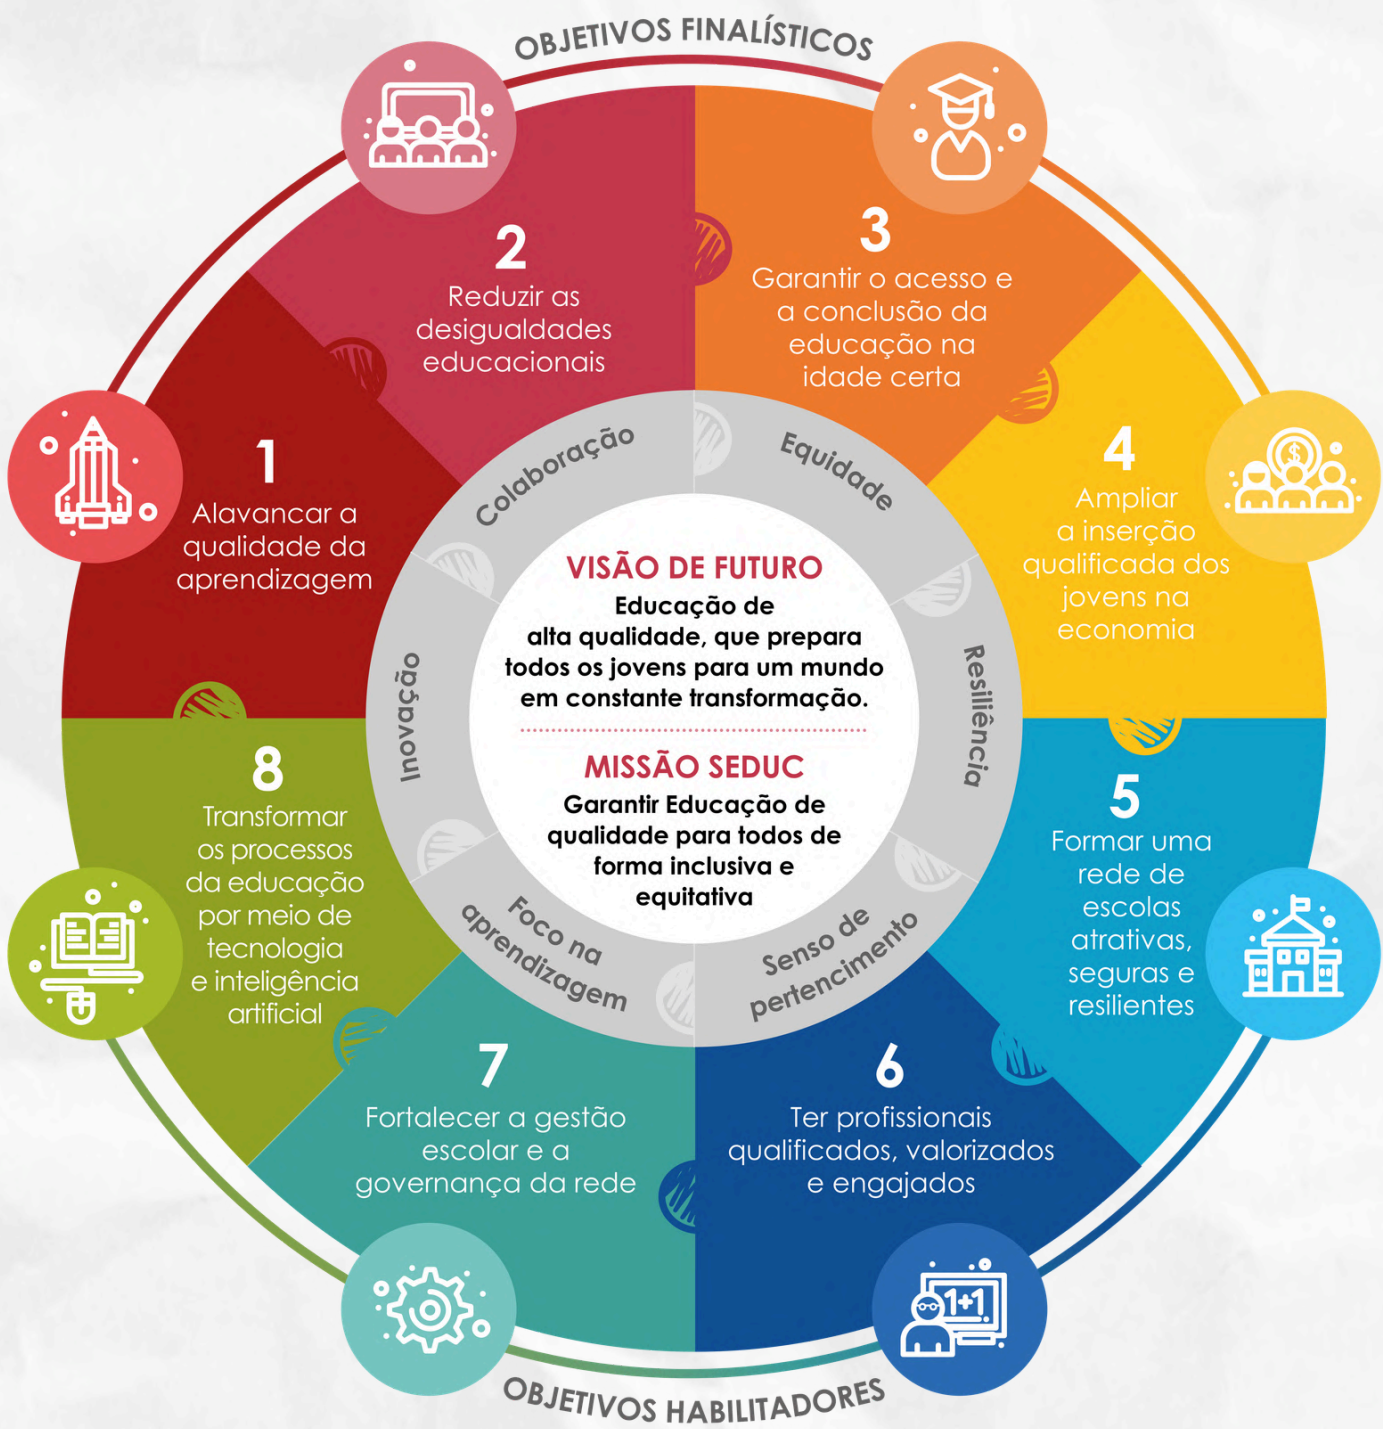 OBJETIVOS FINALÍSTICOS
1
Alavancar a
qualidade da
aprendizagem
2
Reduzir as
desigualdades
educacionais
3
Garantir o acesso e
a conclusão da
educação na
idade certa
4
Ampliar
a inserção
qualificada dos
jovens na
economia
5
Formar uma
rede de
escolas
atrativas,
seguras e
resilientes
6
Ter profissionais
qualificados, valorizados
e engajados
7
Fortalecer a gestão
escolar e a
governança da rede
8
Transformar
os processos
da educação
por meio de
tecnologia
e inteligência
artificial
Colaboração
Equidade
Resiliência
Senso de
pertencimento
Foco na
aprendizagem
Inovação
VISÃO DE FUTURO
Educação de
alta qualidade, que prepara
todos os jovens para um mundo
em constante transformação.
MISSÃO SEDUC
Garantir Educação de
qualidade para todos de
forma inclusiva e
equitativa
$
1+1
OBJETIVOS HABILITADORES